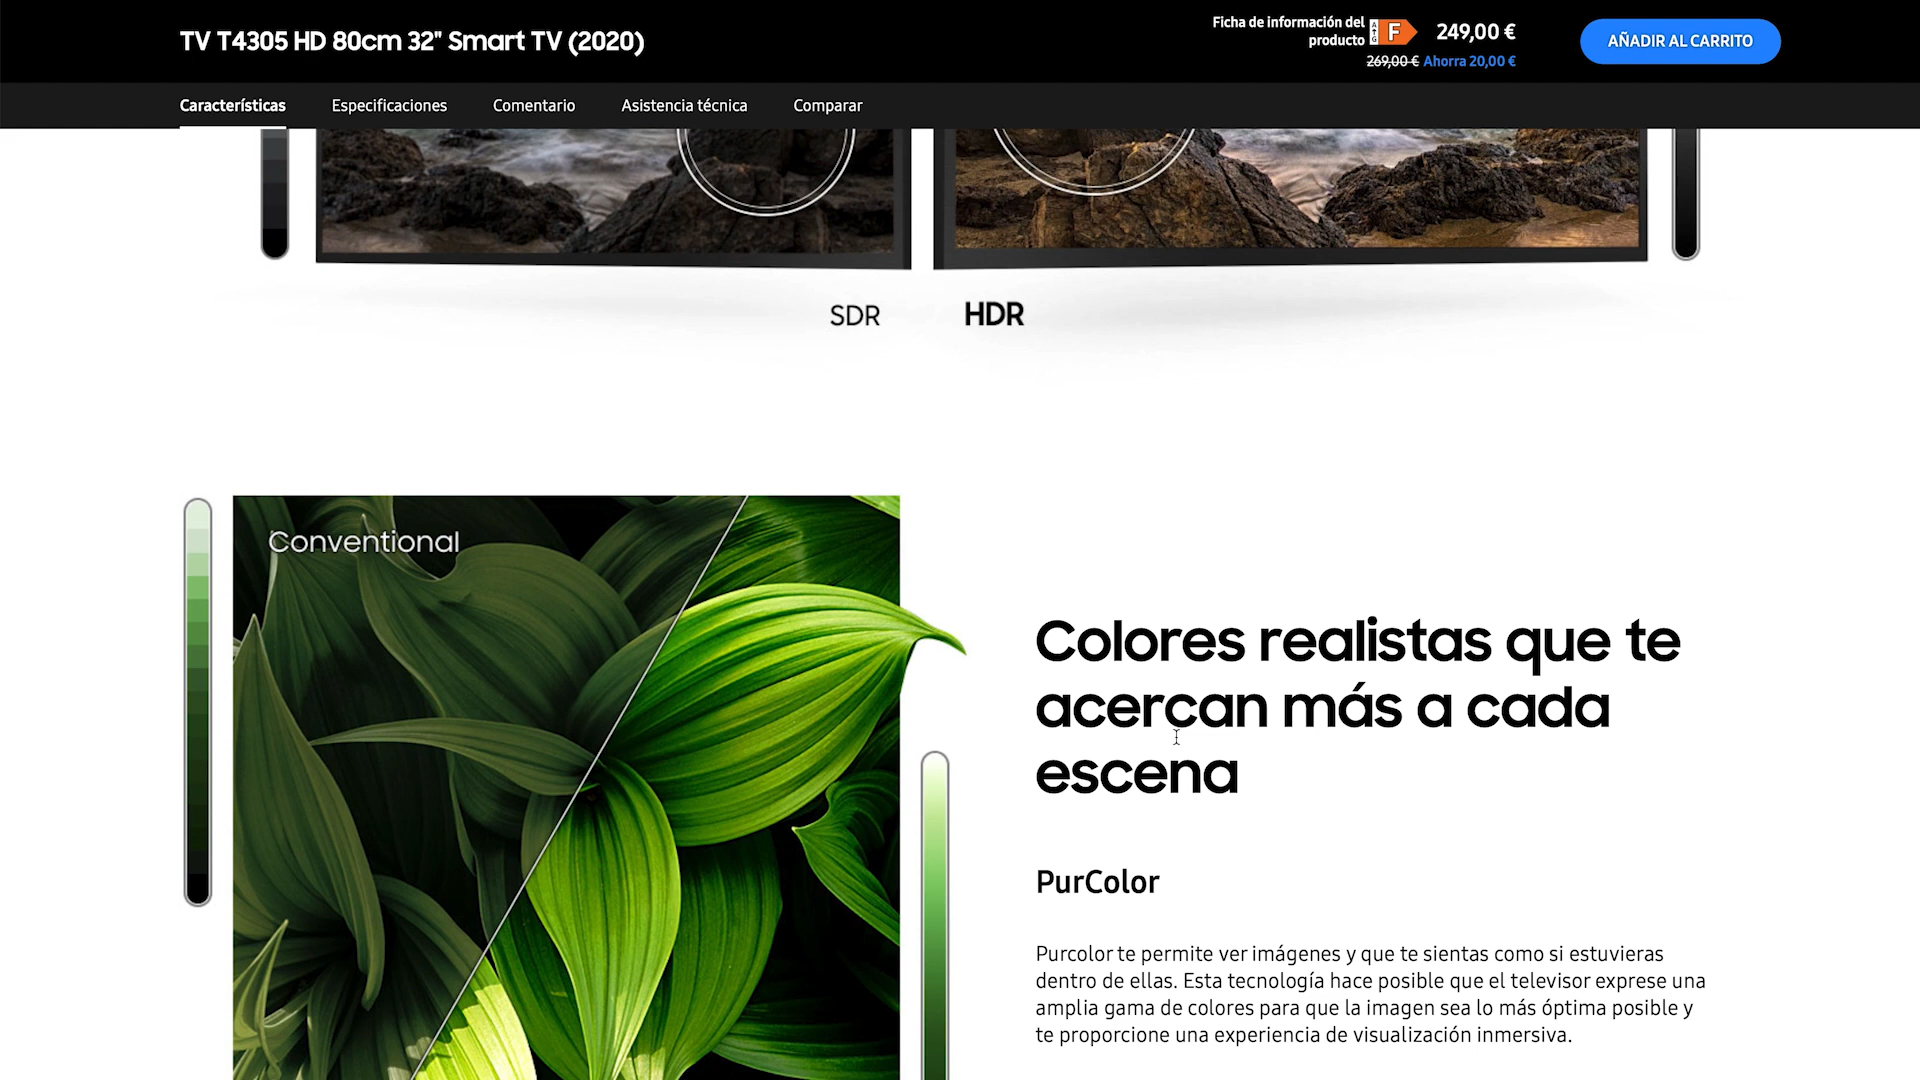 TV T4305 HD 80cm 32" Smart TV (2020)
Ficha de información del
producto
A
G
F
249,00 €
269,00 € Ahorra 20,00 €
AÑADIR AL CARRITO
Características
Especificaciones
Comentario
Asistencia técnica
Comparar
SDR
HDR
Conventional
Colores realistas que te
acercan más a cada
escena
PurColor
Purcolor te permite ver imágenes y que te sientas como si estuvieras
dentro de ellas. Esta tecnología hace posible que el televisor exprese una
amplia gama de colores para que la imagen sea lo más óptima posible y
te proporcione una experiencia de visualización inmersiva.